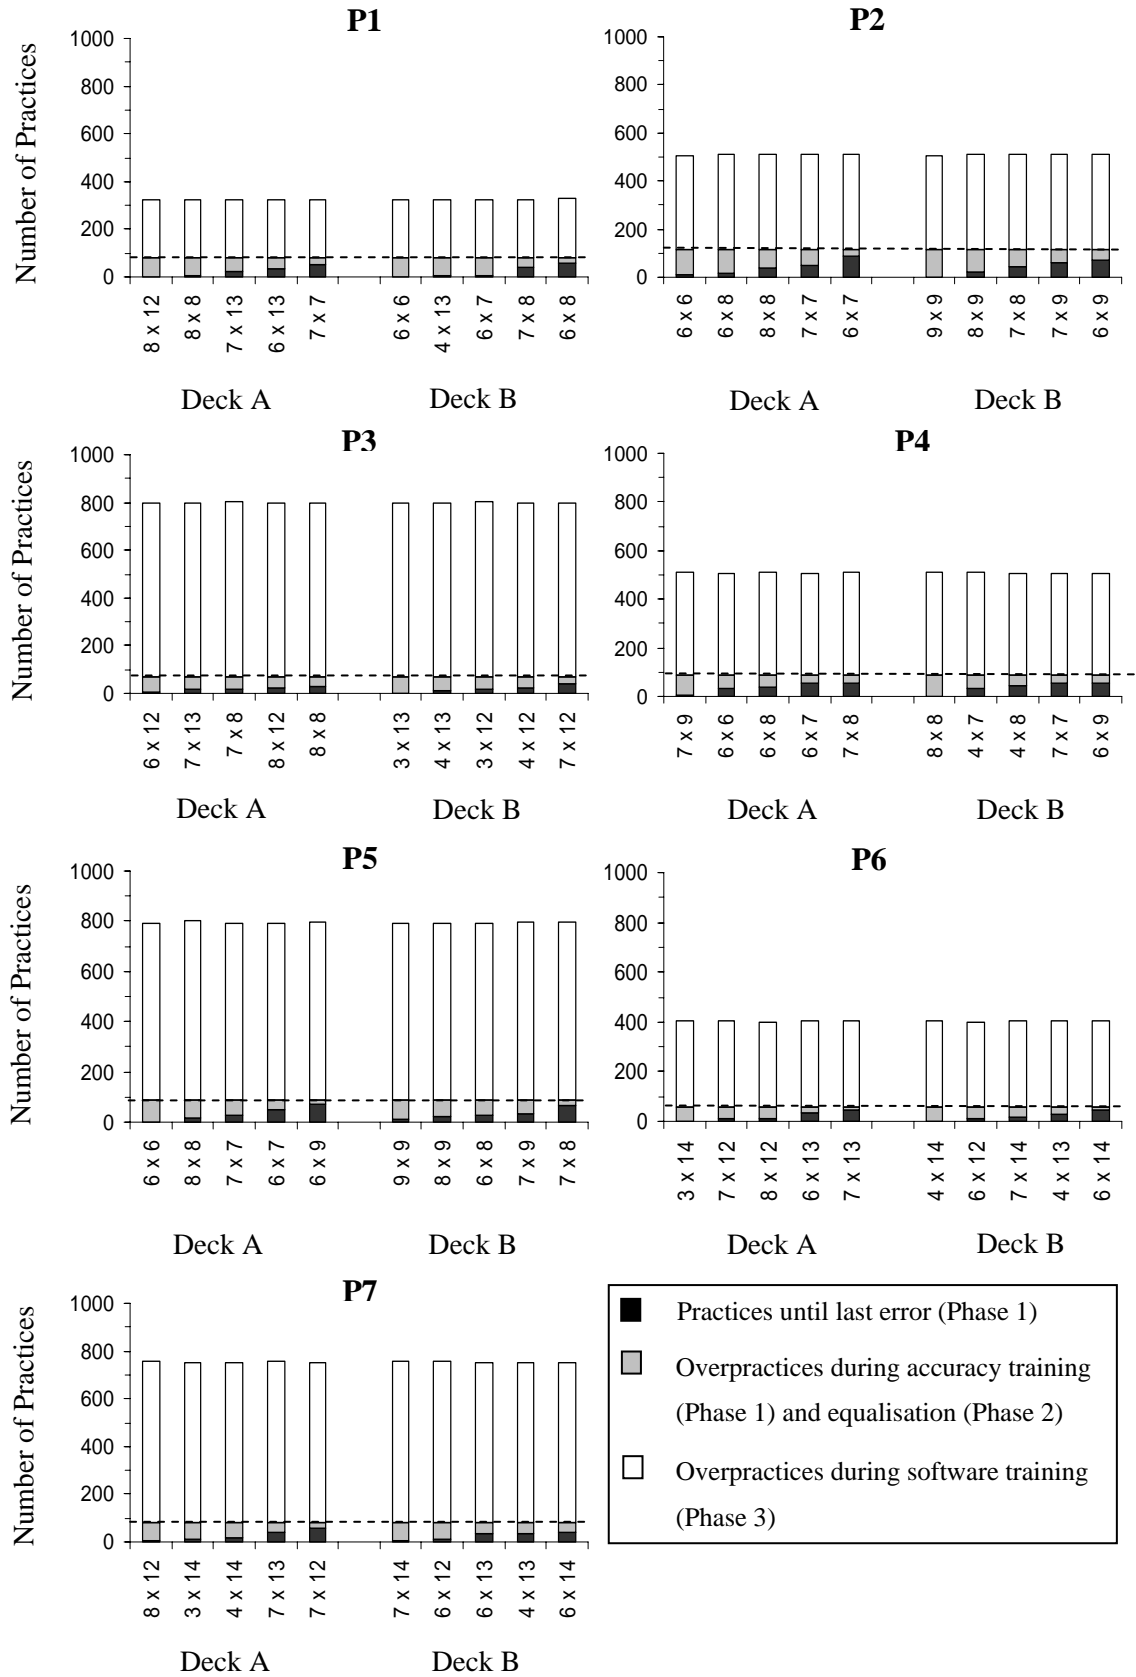 P1
Number of Practices
1000
800
600
400
200
0
8 x 12
8 x 8
7 x 13
6 x 13
7 x 7
6 x 6
4 x 13
6 x 7
7 x 8
6 x 8
Deck A
Deck B
P2
1000
800
600
400
200
0
6 x 6
6 x 8
8 x 8
7 x 7
6 x 7
9 x 9
8 x 9
7 x 8
7 x 9
6 x 9
Deck A
Deck B
P3
Number of Practices
1000
800
600
400
200
0
6 x 12
7 x 13
7 x 8
8 x 12
8 x 8
3 x 13
4 x 13
3 x 12
4 x 12
7 x 12
Deck A
Deck B
P4
1000
800
600
400
200
0
7 x 9
6 x 6
6 x 8
6 x 7
7 x 8
8 x 8
4 x 7
4 x 8
7 x 7
6 x 9
Deck A
Deck B
P5
Number of Practices
1000
800
600
400
200
0
6 x 6
8 x 8
7 x 7
6 x 7
6 x 9
9 x 9
8 x 9
6 x 8
7 x 9
7 x 8
Deck A
Deck B
P6
1000
800
600
400
200
0
3 x 14
7 x 12
8 x 12
6 x 13
7 x 13
4 x 14
6 x 12
7 x 14
4 x 13
6 x 14
Deck A
Deck B
P7
Number of Practices
1000
800
600
400
200
0
8 x 12
3 x 14
4 x 14
7 x 13
7 x 12
7 x 14
6 x 12
6 x 13
4 x 13
6 x 14
Deck A
Deck B
Practices until last error (Phase 1)
Overpractices during accuracy training
(Phase 1) and equalisation (Phase 2)
Overpractices during software training
(Phase 3)